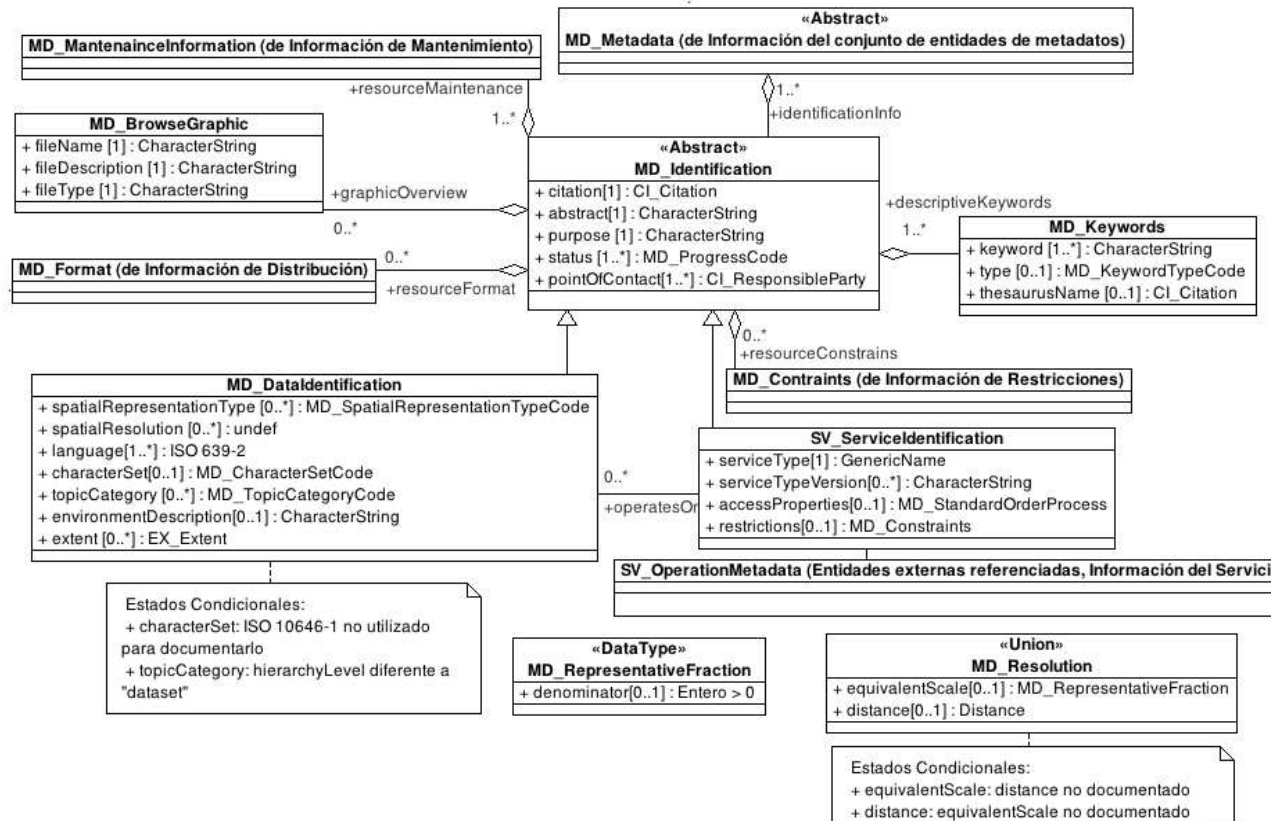 «Abstract»
MD_Metadata (de Información del conjunto de entidades de metadatos)
MD_MantenainceInformation (de Información de Mantenimiento)
+resourceMaintenance
1..*
1..*
+identificationInfo
MD_BrowseGraphic
+ fileName [1] : CharacterString
+ fileDescription [1] : CharacterString
+ fileType [1] : CharacterString
+graphicOverview
0..*
«Abstract»
MD_Identification
+ citation[1] : CI_Citation
+ abstract[1] : CharacterString
+ purpose [1] : CharacterString
+ status [1..*] : MD_ProgressCode
+ pointOfContact[1..*] : CI_ResponsibleParty
+descriptiveKeywords
1..*
MD_Keywords
+ keyword [1..*] : CharacterString
+ type [0..1] : MD_KeywordTypeCode
+ thesaurusName [0..1] : CI_Citation
MD_Format (de Información de Distribución)
0..*
+resourceFormat
0..*
+resourceConstrains
MD_Contraints (de Información de Restricciones)
MD_DataIdentification
+ spatialRepresentationType [0..*] : MD_SpatialRepresentationTypeCode
+ spatialResolution [0..*] : undef
+ language[1..*] : ISO 639-2
+ characterSet[0..1] : MD_CharacterSetCode
+ topicCategory [0..*] : MD_TopicCategoryCode
+ environmentDescription[0..1] : CharacterString
+ extent [0..*] : EX_Extent
0..*
+operatesOr
SV_ServiceIdentification
+ serviceType[1] : GenericName
+ serviceTypeVersion[0..*] : CharacterString
+ accessProperties[0..1] : MD_StandardOrderProcess
+ restrictions[0..1] : MD_Constraints
SV_OperationMetadata (Entidades externas referenciadas, Información del Servici
Estados Condicionales:
+ characterSet: ISO 10646-1 no utilizado
para documentarlo
+ topicCategory: hierarchyLevel diferente a
"dataset"
«DataType»
MD_RepresentativeFraction
+ denominator[0..1] : Entero > 0
«Union»
MD_Resolution
+ equivalentScale[0..1] : MD_RepresentativeFraction
+ distance[0..1] : Distance
Estados Condicionales:
+ equivalentScale: distance no documentado
+ distance: equivalentScale no documentado